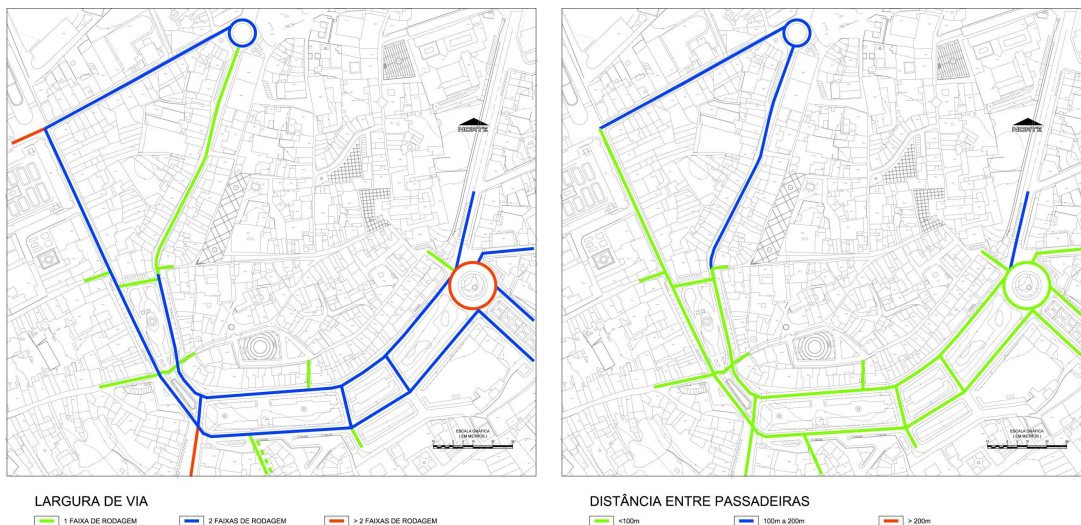 NORTE
ESCALA GRÁFICA
( EM METROS )
LARGURA DE VIA
1 FAIXA DE RODAGEM
2 FAIXAS DE RODAGEM
> 2 FAIXAS DE RODAGEM
NORTE
ESCALA GRÁFICA
( EM METROS )
DISTÂNCIA ENTRE PASSADEIRAS
<100m
100m a 200m
> 200m